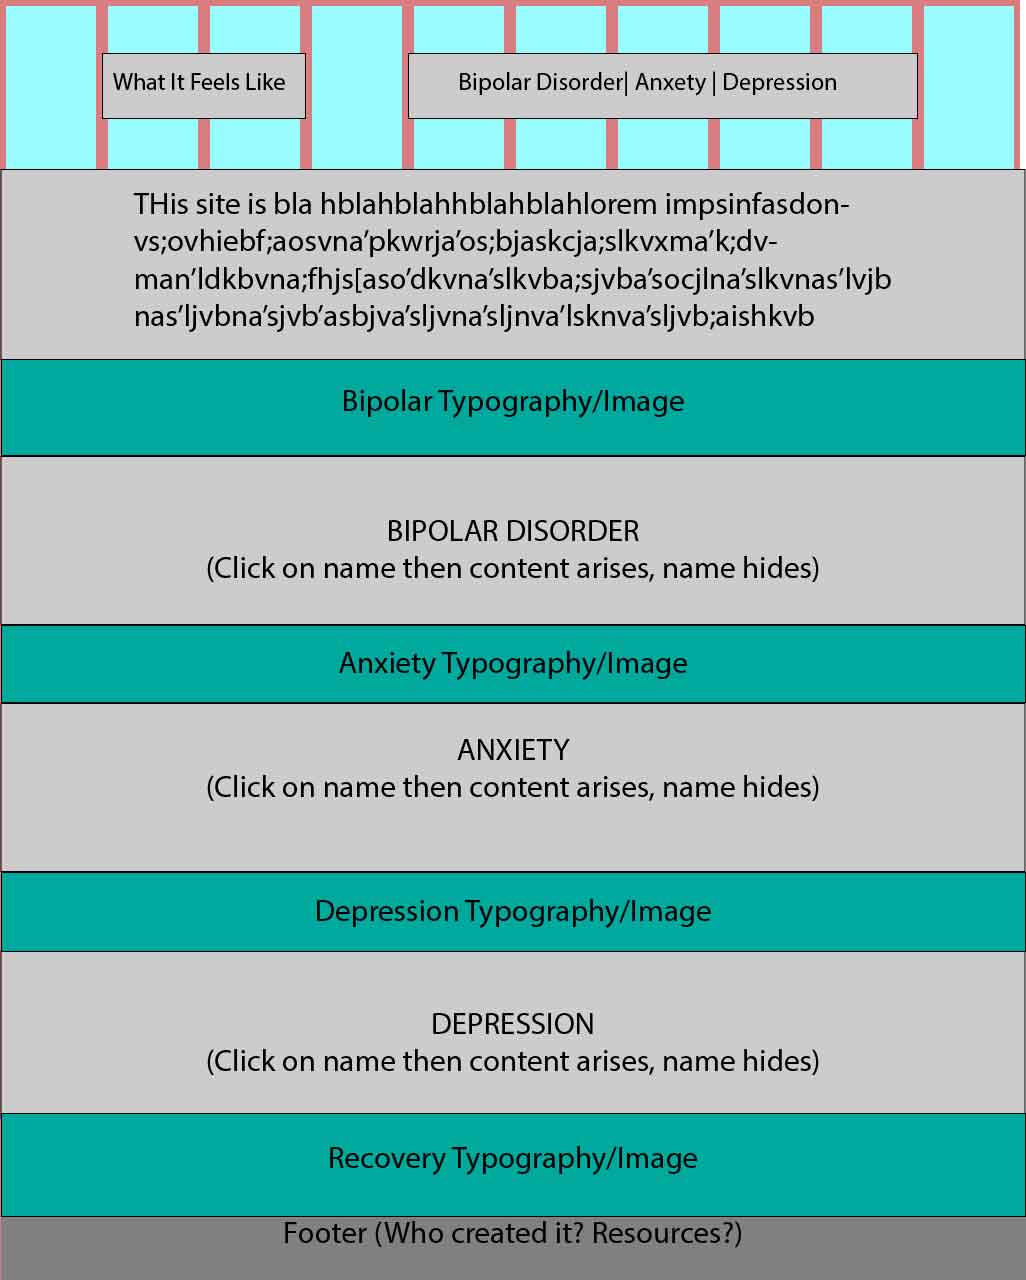 What It Feels Like
Bipolar Disorder| Anxety | Depression
THis site is bla hblahblahhblahblahlorem impsinfasdon-
vs;ovhiebf;aosvna’pkwrja’os;bjaskcja;slkvxma’k;dv-
man’ldkbvna;fhjs[aso’dkvna’slkvba;sjvba’socjlna’slkvnas’lvjb
nas’ljvbna’sjvb’asbjva’sljvna’sljnva’lsknva’sljvb;aishkvb
Bipolar Typography/Image
BIPOLAR DISORDER
(Click on name then content arises, name hides)
Anxiety Typography/Image
ANXIETY
(Click on name then content arises, name hides)
Depression Typography/Image
DEPRESSION
(Click on name then content arises, name hides)
Recovery Typography/Image
Footer (Who created it? Resources?)